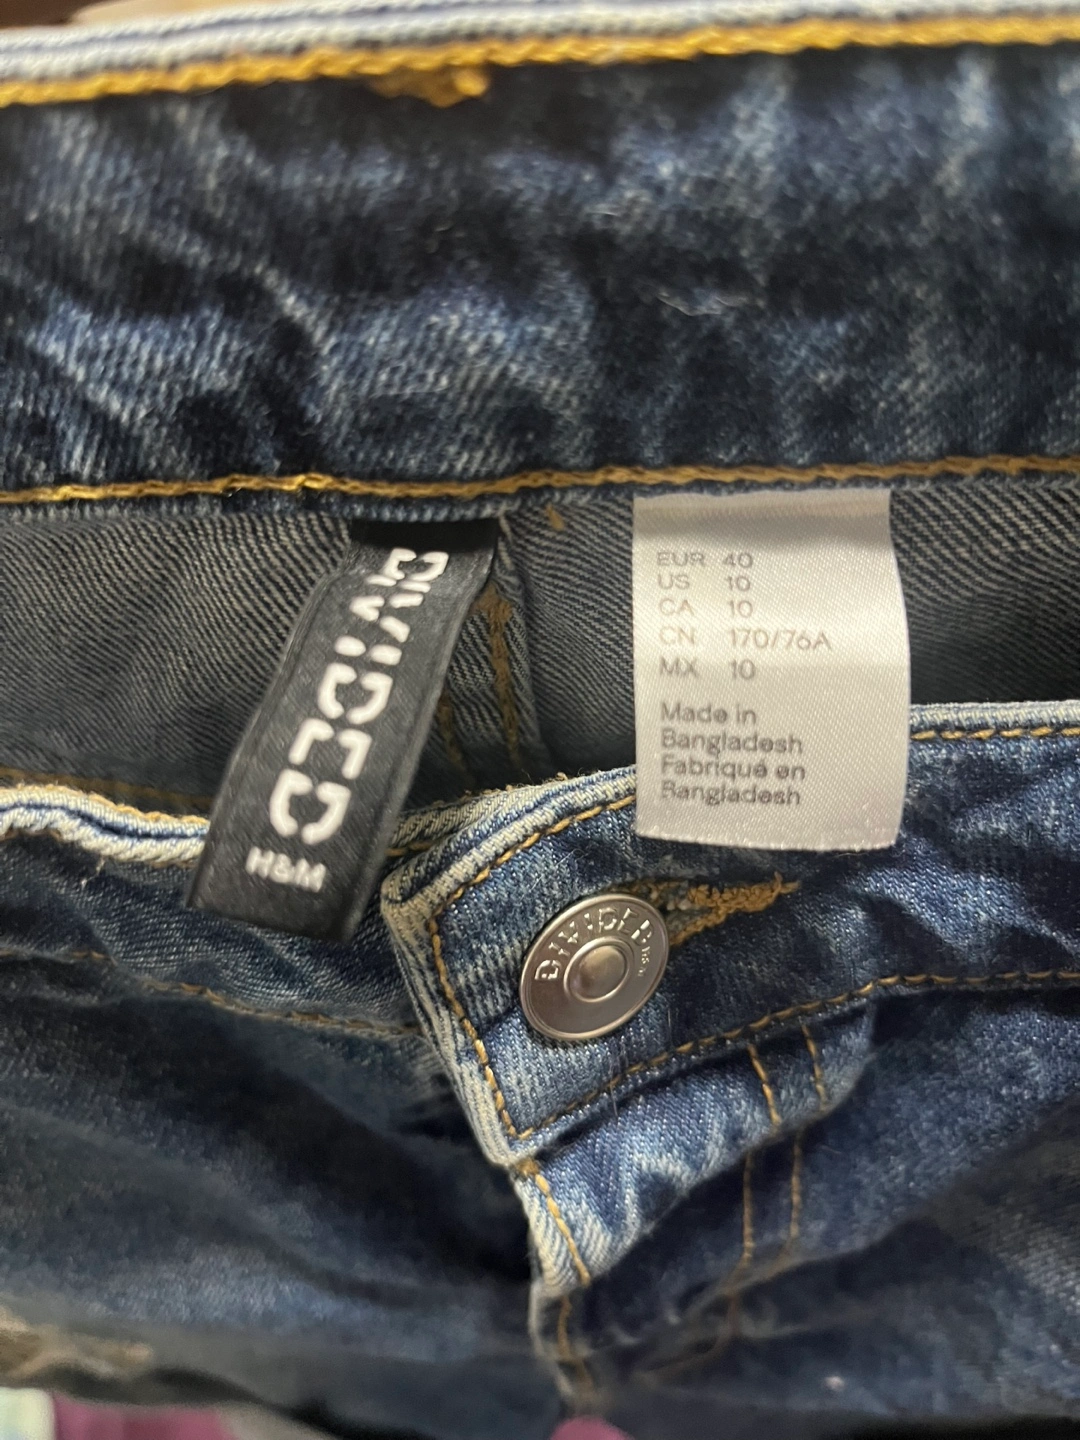 DIVIDED
H&M
EUR 40
US 10
CA 10
CN 170/76A
MX 10
Made in
Bangladesh
Fabriqué en
Bangladesh
DIVIDED